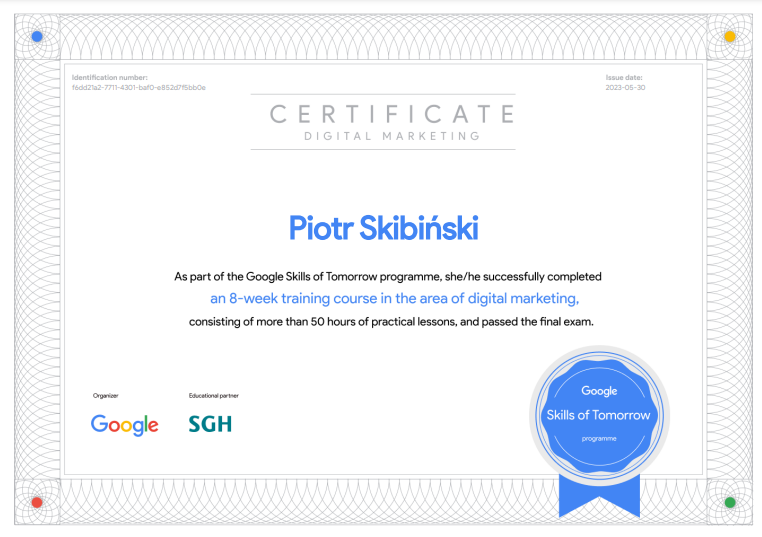 Identification number:
f6dd21a2-7711-4301-baf0-e852d7f5bb0e
Issue date:
2023-05-30
CERTIFICATE
DIGITAL MARKETING
Piotr Skibiński
As part of the Google Skills of Tomorrow programme, she/he successfully completed
an 8-week training course in the area of digital marketing,
consisting of more than 50 hours of practical lessons, and passed the final exam.
Organizer
Educational partner
Google
SGH
Google
Skills of Tomorrow
programme